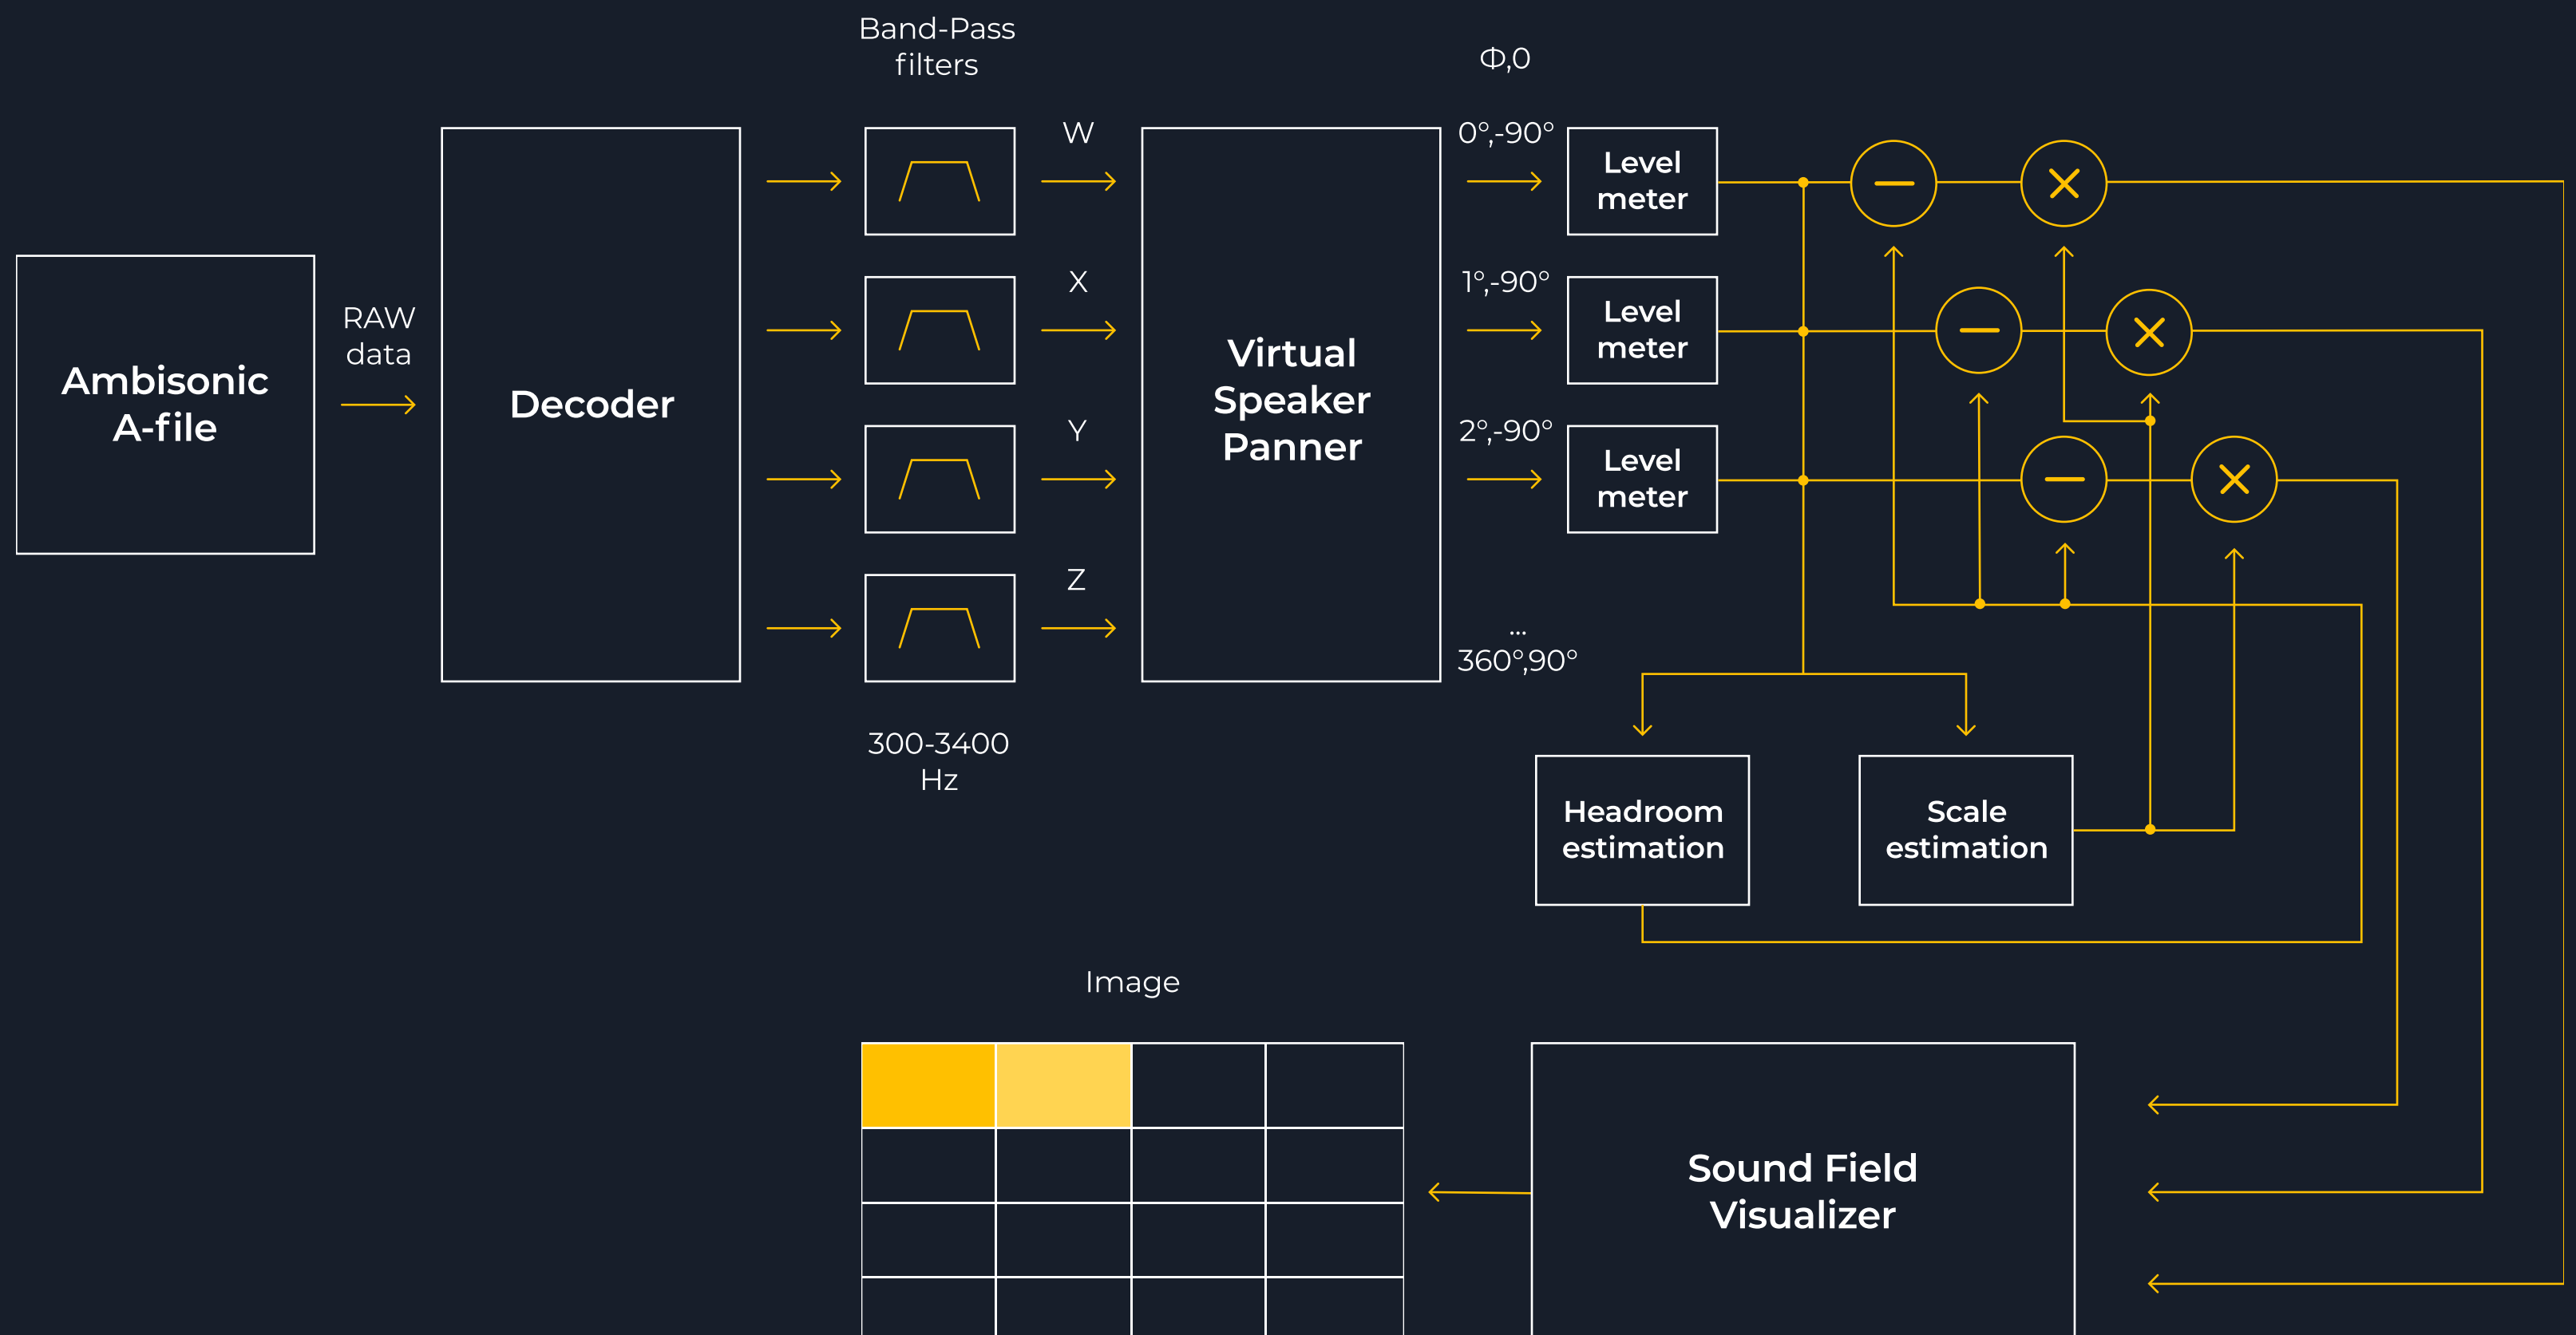 Band-Pass
filters
Φ,0
W
0°,-90°
Level
meter
X
1°,-90°
Level
meter
RAW
data
Ambisonic
A-file
Decoder
Virtual
Speaker
Panner
Y
2°,-90°
Level
meter
Z
...
360°,90°
300-3400
Hz
Headroom
estimation
Scale
estimation
Image
Sound Field
Visualizer